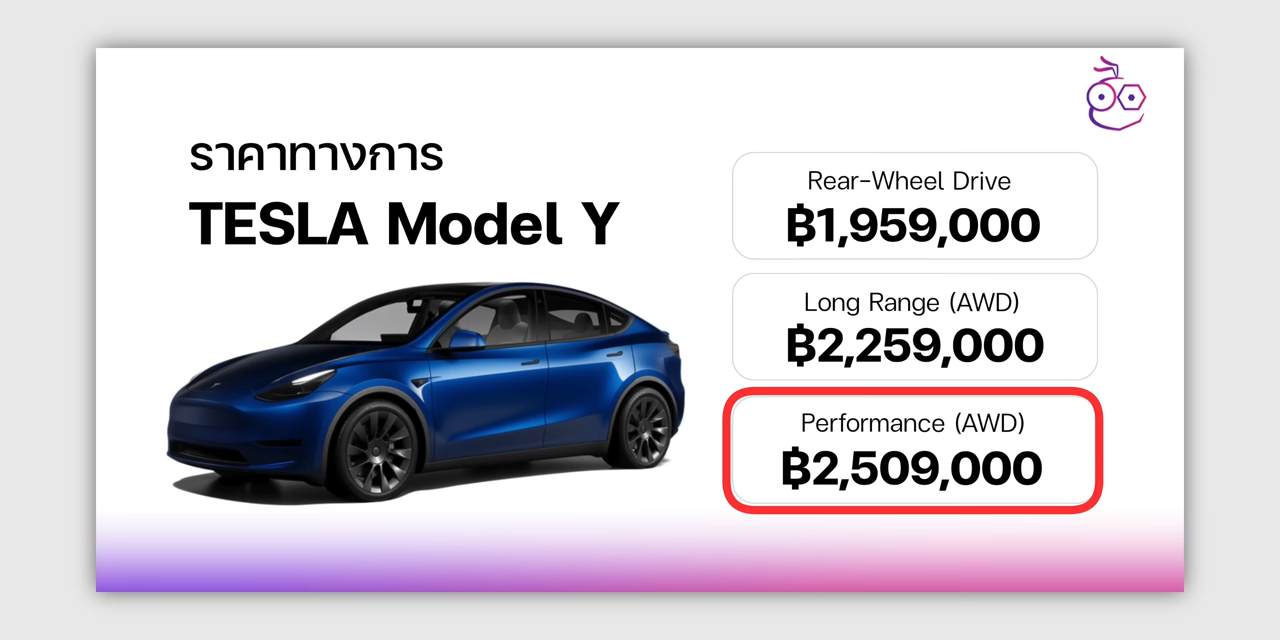 ราคาทางการ
TESLA Model Y
Rear-Wheel Drive
฿1,959,000
Long Range (AWD)
฿2,259,000
Performance (AWD)
฿2,509,000